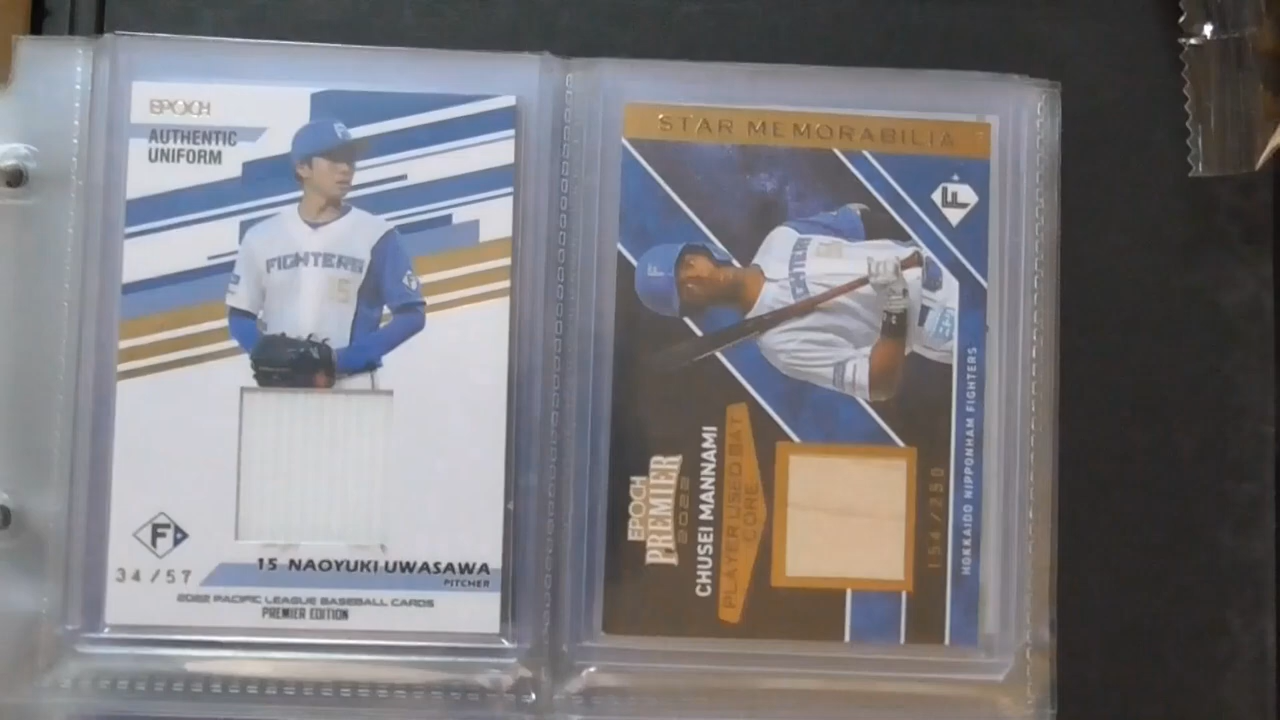 EPOCH
AUTHENTIC
UNIFORM
FIGHTERS
15
F
34/57
15 NAOYUKI UWASAWA
PITCHER
2022 PACIFIC LEAGUE BASEBALL CARDS
PREMIER EDITION
STAR MEMORABILIA
F
F
EPOCH
PREMIER
2022
CHUSEI MANNAMI
PLAYER USED BAT
CORE
154/250
HOKKAIDO NIPPONHAM FIGHTERS